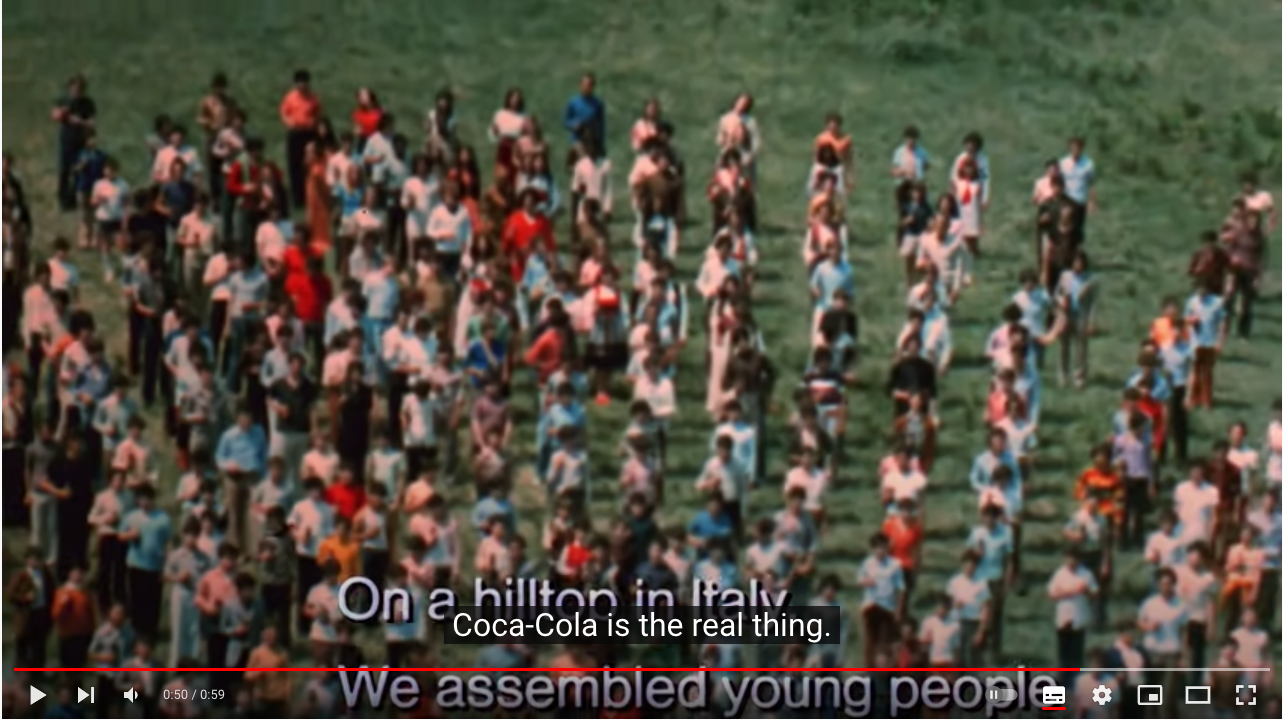 On a hilltop in Italy
Coca-Cola is the real thing.
We assembled young people
0:50 / 0:59